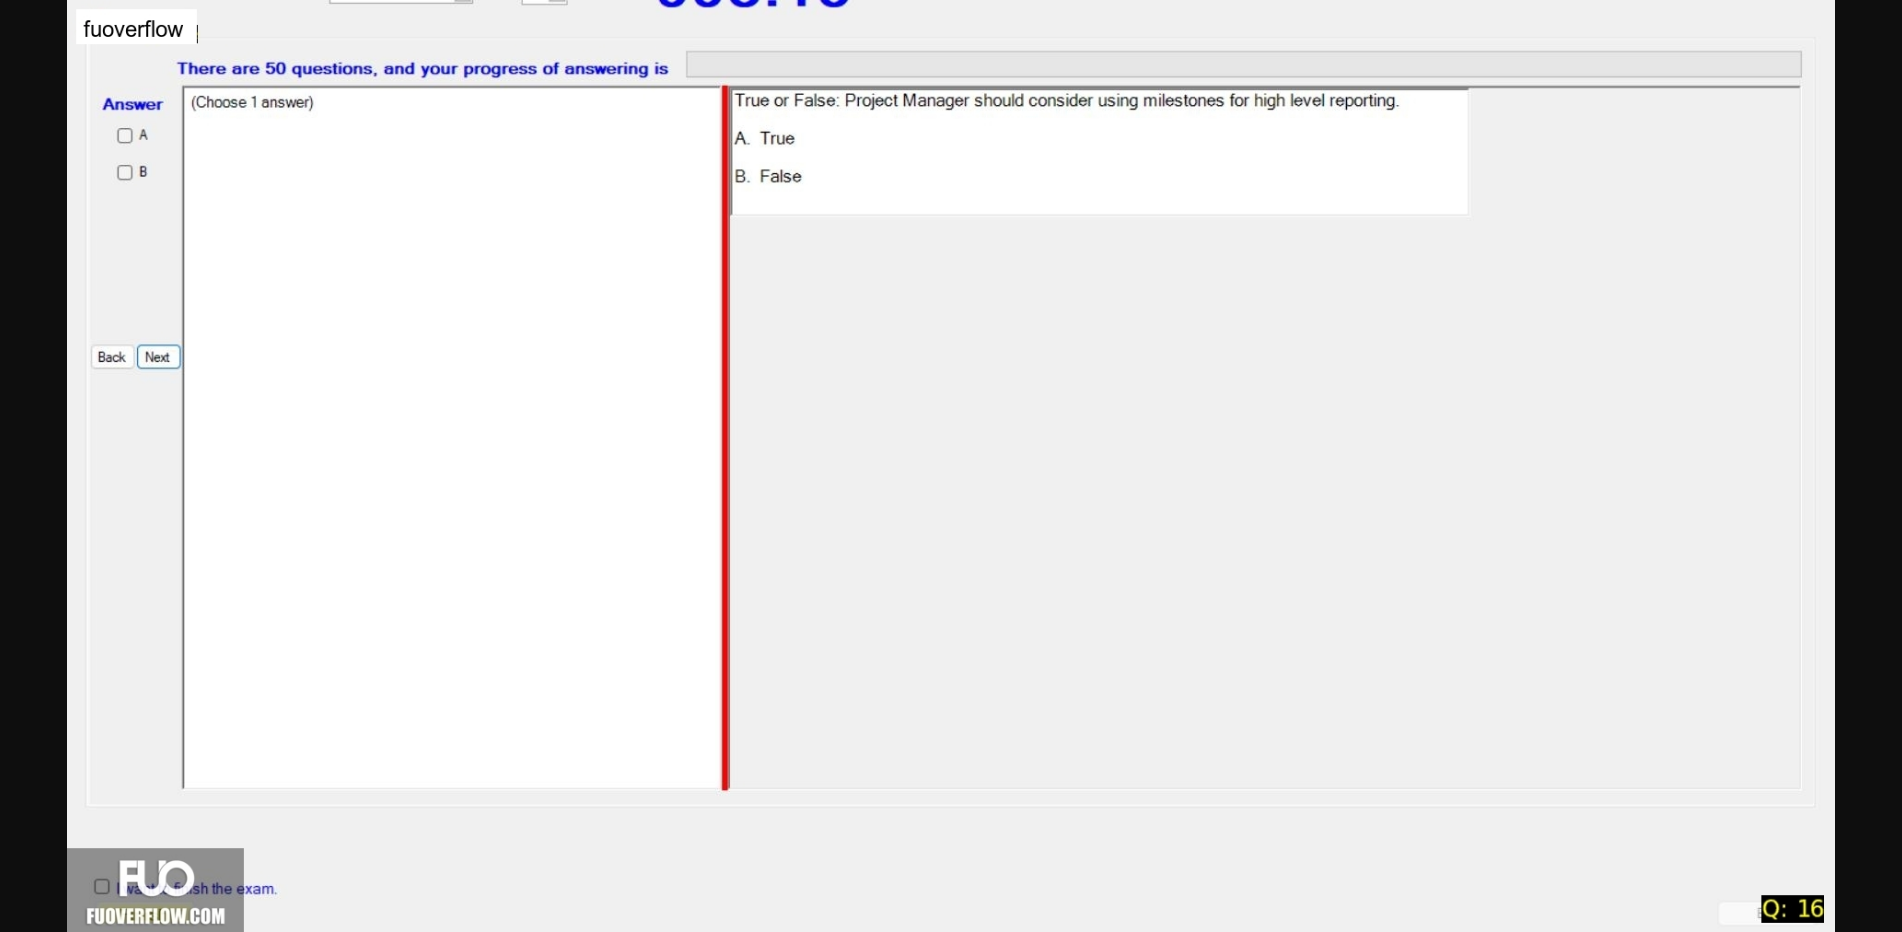 fuoverflow
There are 50 questions, and your progress of answering is
Answer
(Choose 1 answer)
True or False: Project Manager should consider using milestones for high level reporting.
A
A. True
B
B. False
Back Next
FUO
sh the exam.
FUOVERFLOW.COM
Q: 16